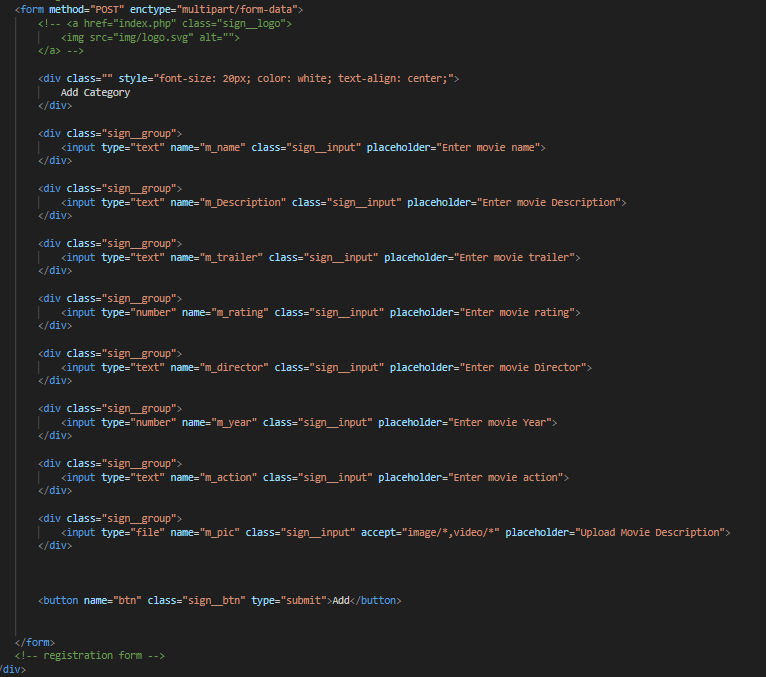 <form method="POST" enctype="multipart/form-data">
<!-- <a href="index.php" class="sign__logo">
<img src="img/logo.svg" alt="">
</a> -->
<div class="" style="font-size: 20px; color: white; text-align: center;">
Add Category
</div>
<div class="sign__group">
<input type="text" name="m_name" class="sign__input" placeholder="Enter movie name">
</div>
<div class="sign__group">
<input type="text" name="m_Description" class="sign__input" placeholder="Enter movie Description">
</div>
<div class="sign__group">
<input type="text" name="m_trailer" class="sign__input" placeholder="Enter movie trailer">
</div>
<div class="sign__group">
<input type="number" name="m_rating" class="sign__input" placeholder="Enter movie rating">
</div>
<div class="sign__group">
<input type="text" name="m_director" class="sign__input" placeholder="Enter movie Director">
</div>
<div class="sign__group">
<input type="number" name="m_year" class="sign__input" placeholder="Enter movie Year">
</div>
<div class="sign__group">
<input type="text" name="m_action" class="sign__input" placeholder="Enter movie action">
</div>
<div class="sign__group">
<input type="file" name="m_pic" class="sign__input" accept="image/*,video/*" placeholder="Upload Movie Description">
</div>
<button name="btn" class="sign__btn" type="submit">Add</button>
</form>
<!-- registration form -->
/div>